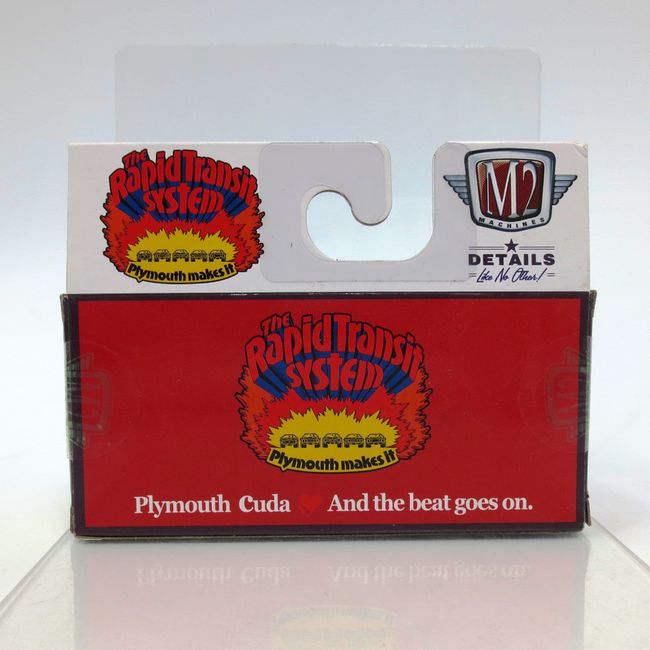 The
Rapid Transit
SYSTEM
Plymouth makes it
M2
MACHINES
DETAILS
Like No Other!
The
Rapid Transit
SYSTEM
Plymouth makes it
Plymouth Cuda And the beat goes on.